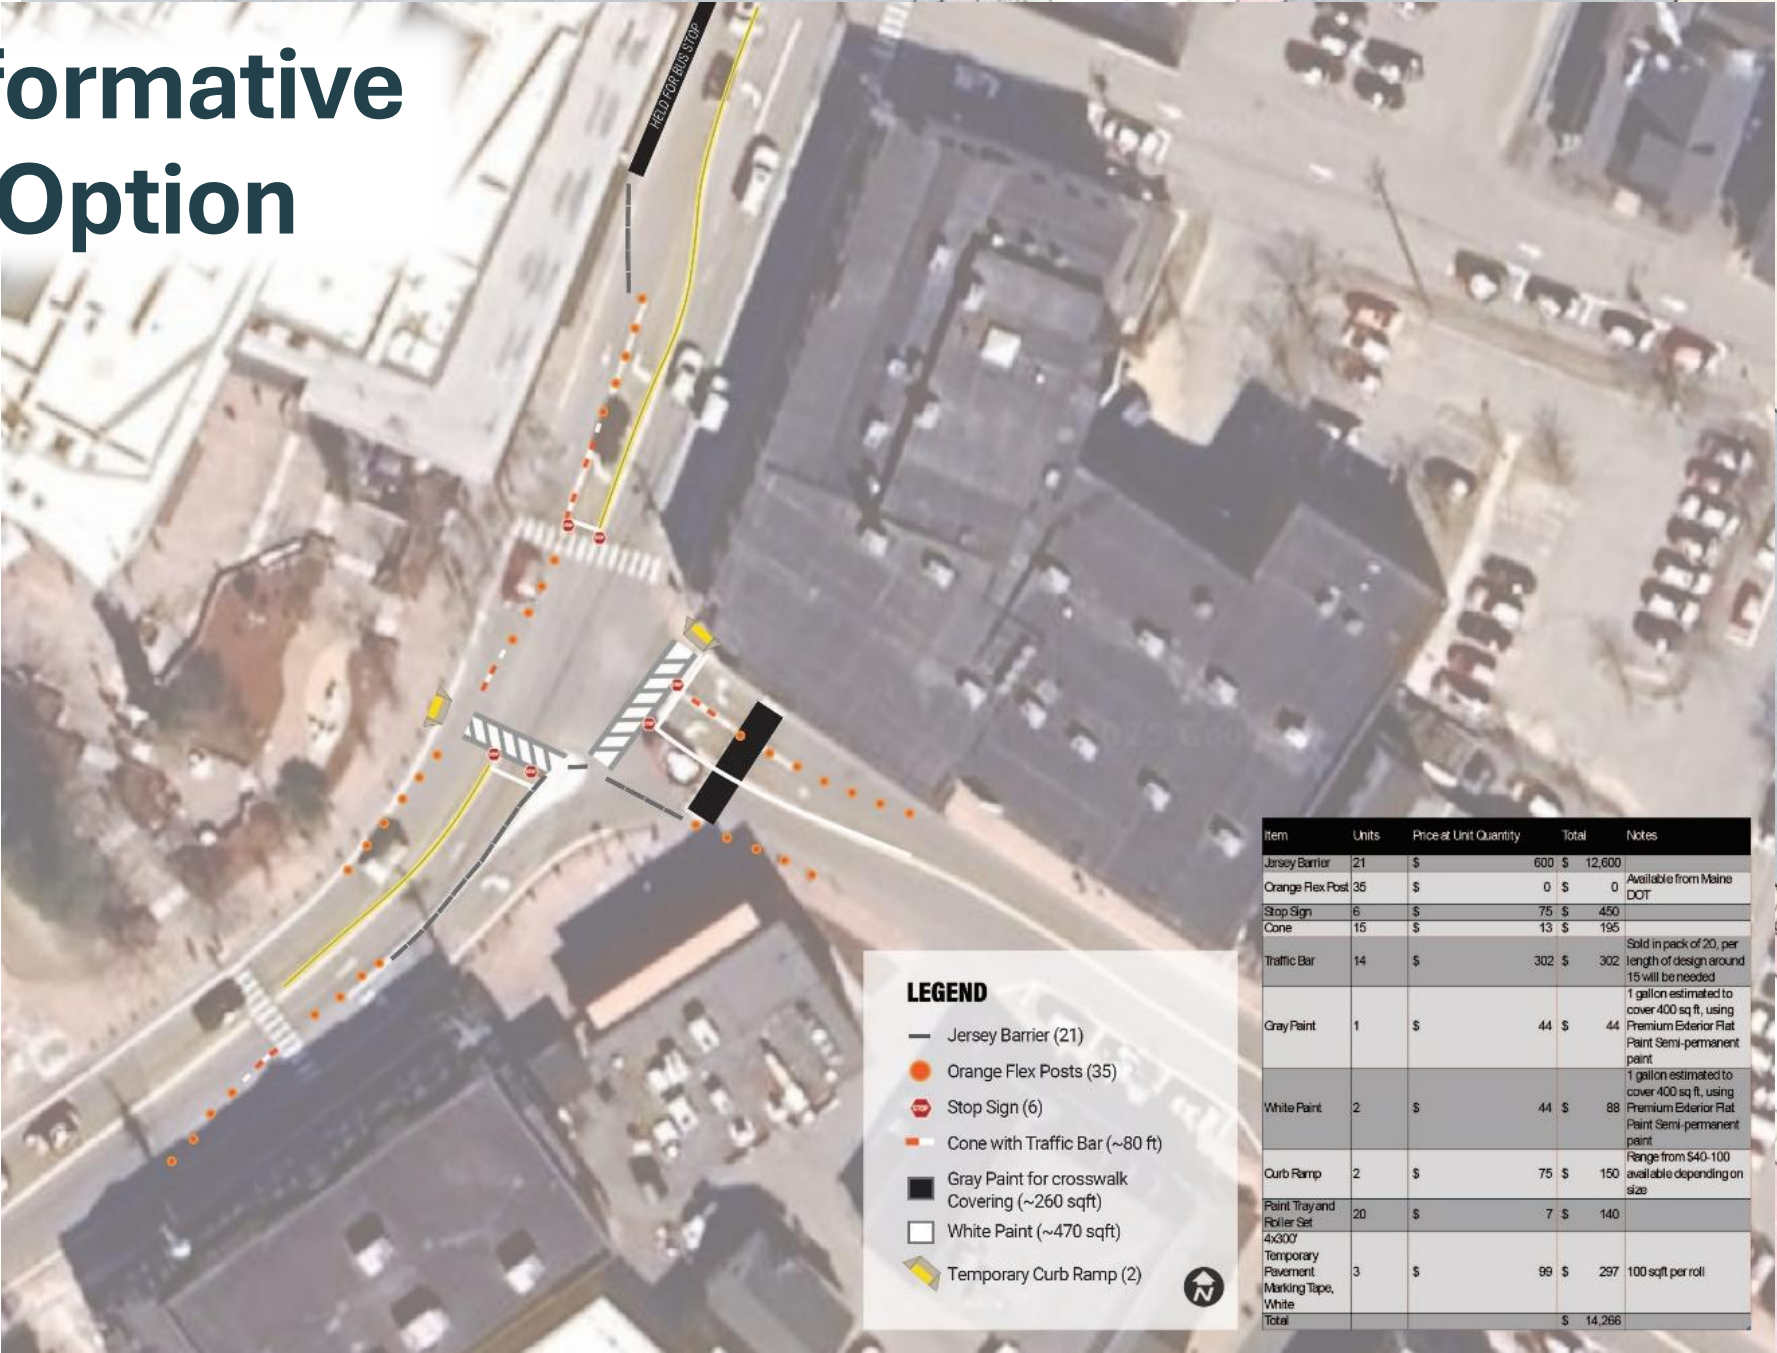 formative
Option
HELD FOR BUS STOP
STOP
STOP
STOP
STOP
STOP
STOP
LEGEND
Jersey Barrier (21)
Orange Flex Posts (35)
STOP Stop Sign (6)
Cone with Traffic Bar (~80 ft)
Gray Paint for crosswalk
Covering (~260 sqft)
White Paint (~470 sqft)
Temporary Curb Ramp (2)
N
Item Units Price at Unit Quantity Total Notes
Jersey Barrier 21 $ 600 $ 12,600
Orange Flex Post 35 $ 0 $ 0 Available from Maine
DOT
Stop Sign 6 $ 75 $ 450
Cone 15 $ 13 $ 195
Traffic Bar 14 $ 302 $ 302 Sold in pack of 20, per
length of design around
15 will be needed
Gray Paint 1 $ 44 $ 44 1 gallon estimated to
cover 400 sq ft, using
Premium Exterior Flat
Paint Semi-permanent
paint
White Paint 2 $ 44 $ 88 1 gallon estimated to
cover 400 sq ft, using
Premium Exterior Flat
Paint Semi-permanent
paint
Curb Ramp 2 $ 75 $ 150 Range from $40-100
available depending on
size
Paint Tray and
Roller Set 20 $ 7 $ 140
4x300'
Temporary
Pavement
Marking Tape,
White 3 $ 99 $ 297 100 sqft per roll
Total $ 14,266